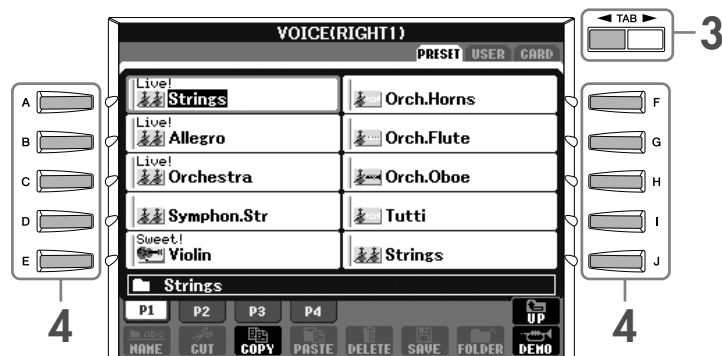 VOICE(RIGHT1)
◄ TAB ►
3
PRESET USER CARD
A
Live!
Strings
Orch.Horns
F
B
Live!
Allegro
Orch.Flute
G
C
Live!
Orchestra
Orch.Oboe
H
D
Symphon.Str
Tutti
I
E
Sweet!
Violin
Strings
J
Strings
4
P1 P2 P3 P4 UP
4
abc
NAME CUT COPY PASTE DELETE SAVE FOLDER DEMO